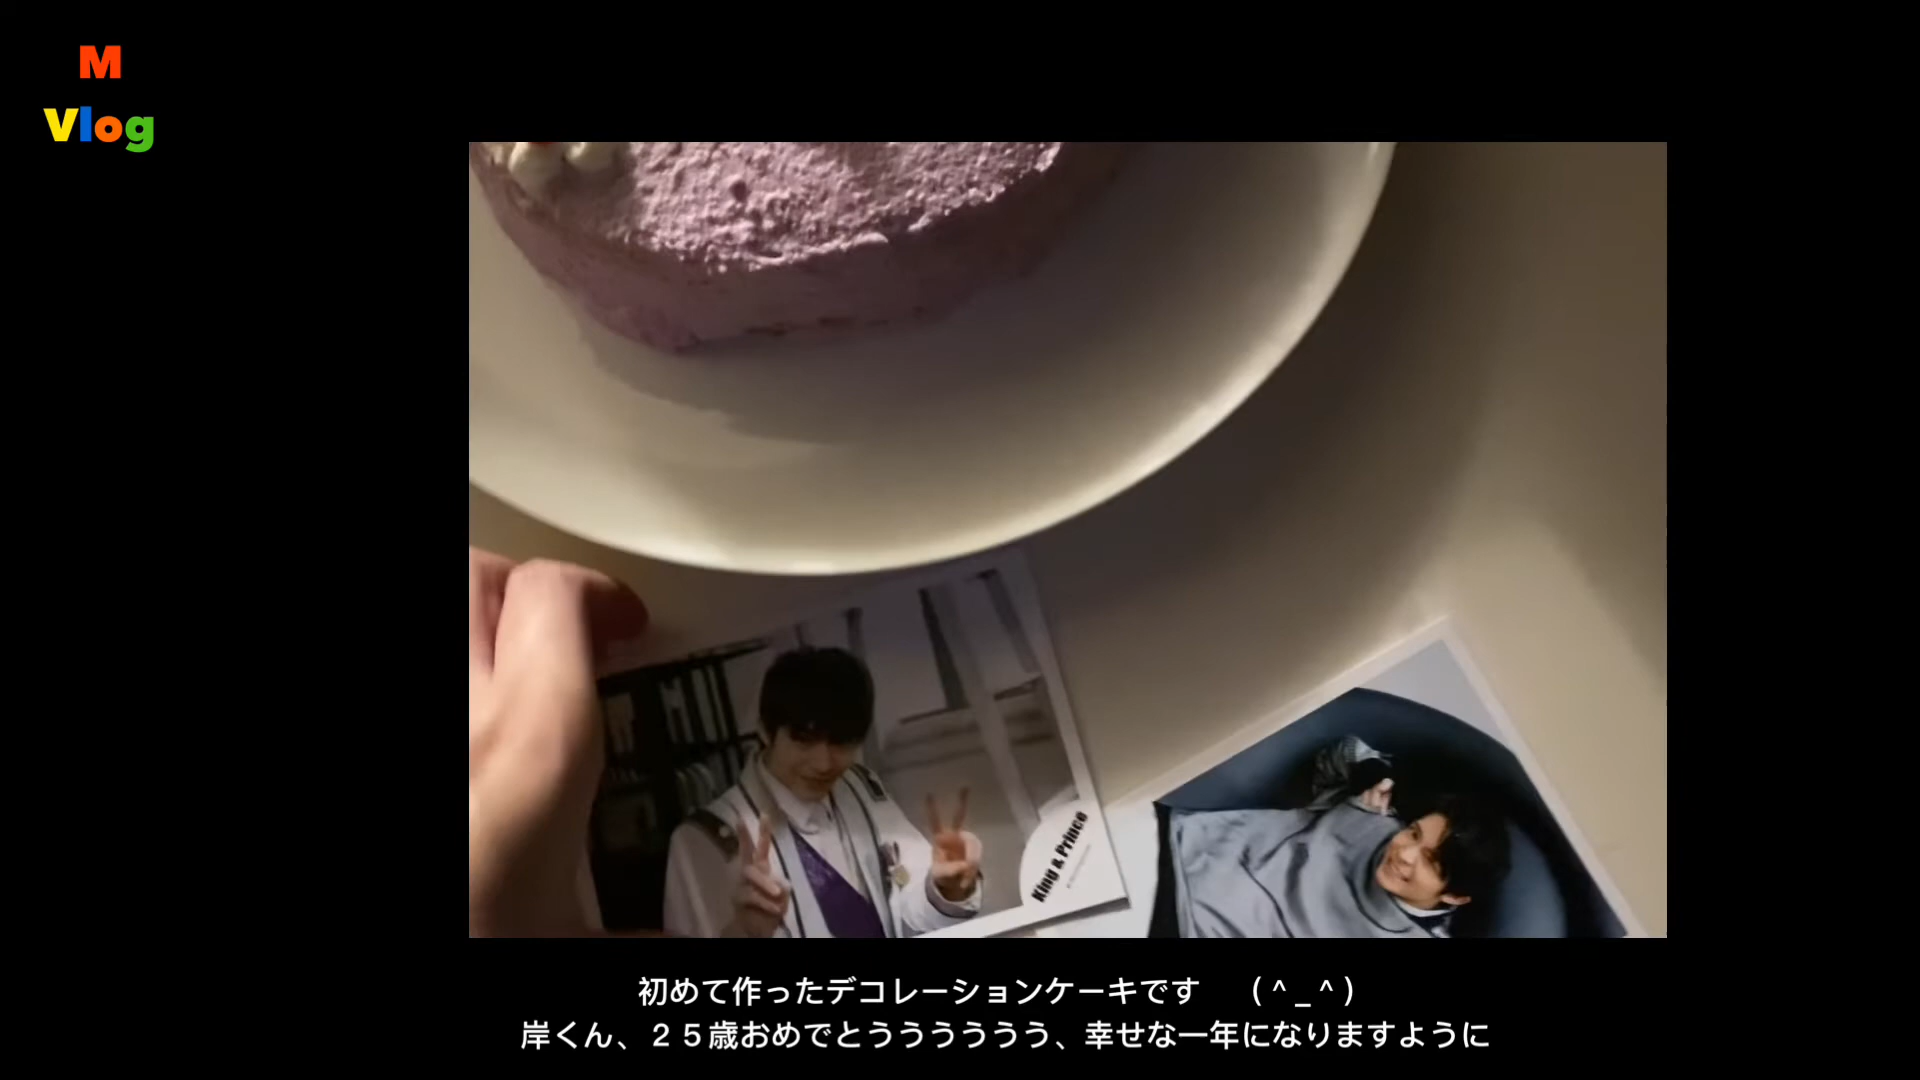 M
Vlog
King & Prince
初めて作ったデコレーションケーキです　(＾_＾)
岸くん、２５歳おめでとうううううう、幸せな一年になりますように